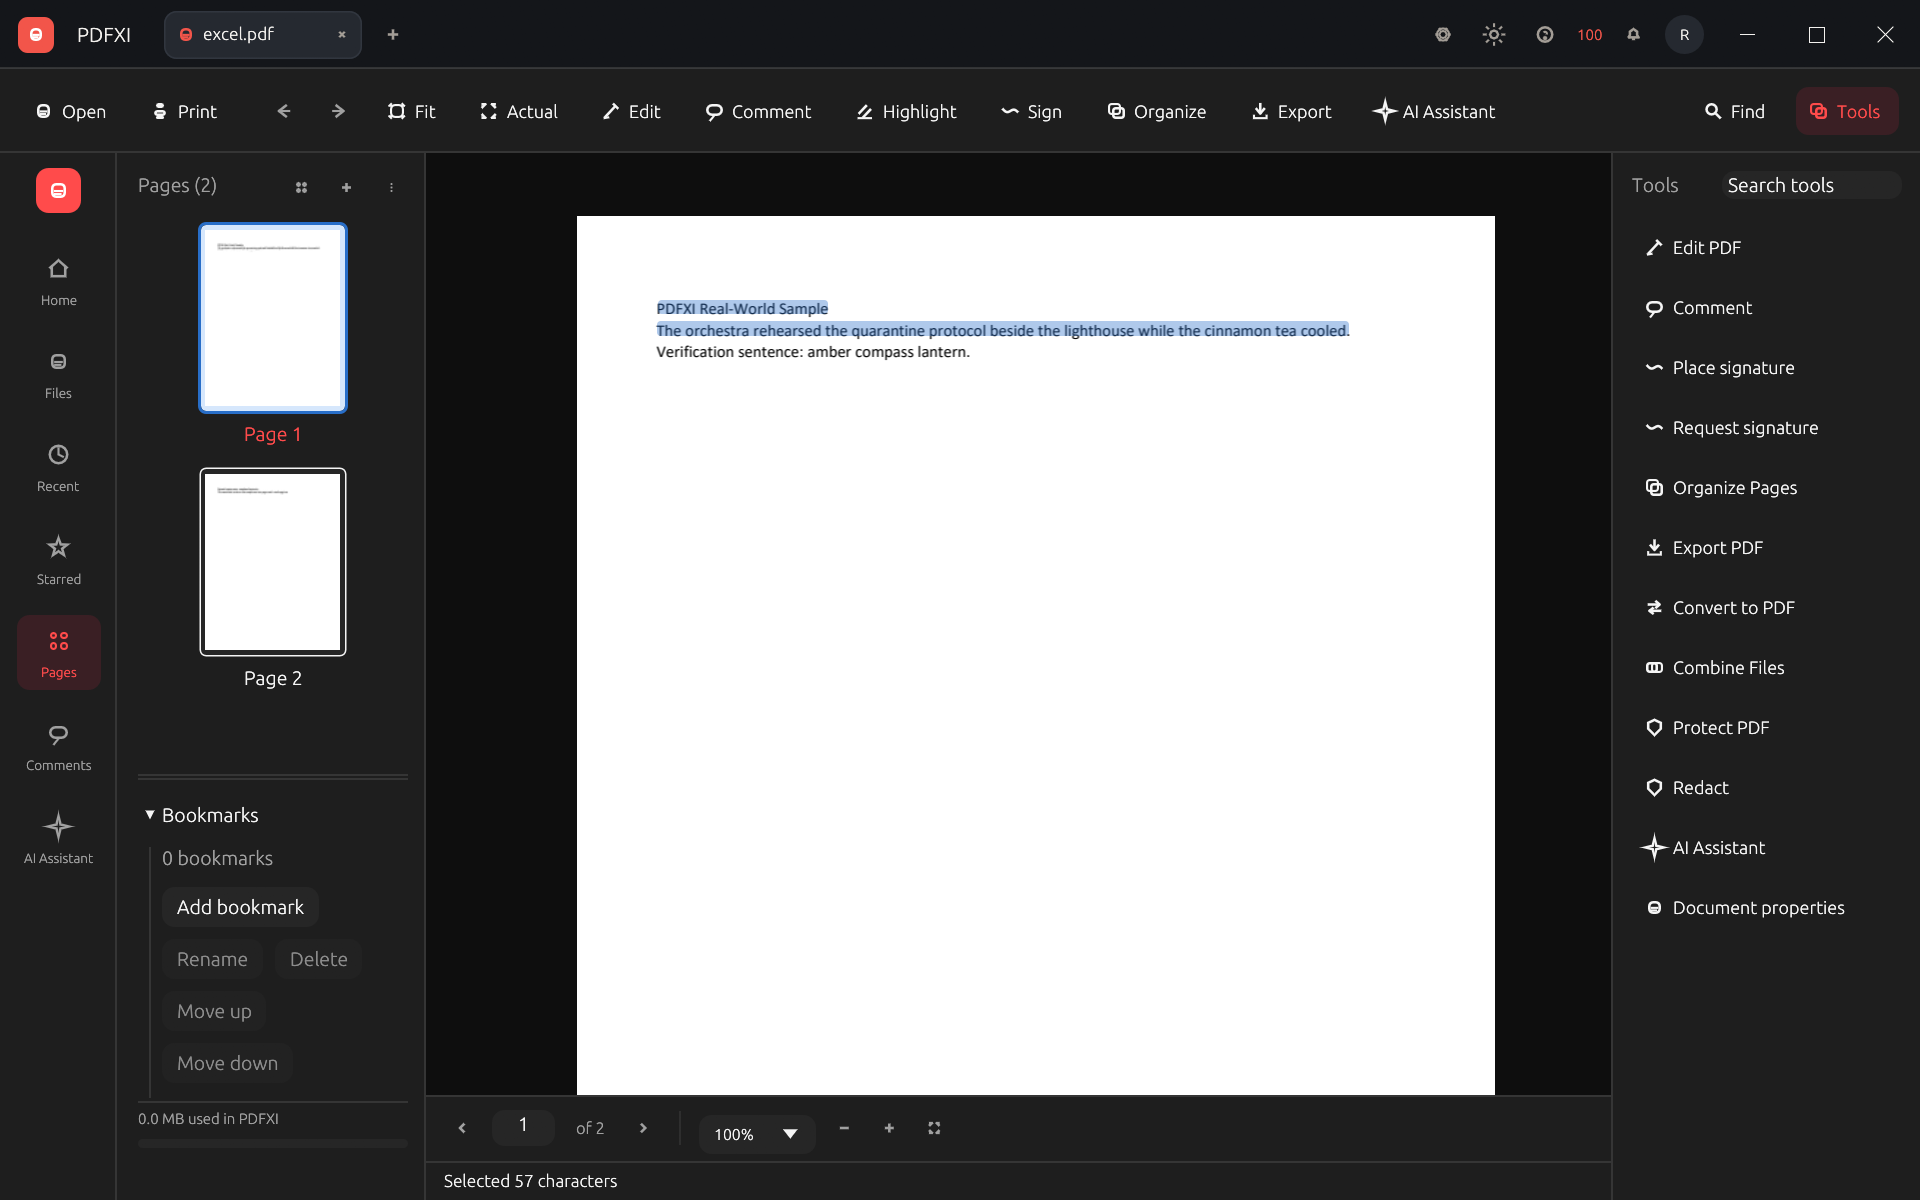 PDFXI
excel.pdf
100
R
Open
Print
Fit
Actual
Edit
Comment
Highlight
Sign
Organize
Export
AI Assistant
Find
Tools
Home
Files
Recent
Starred
Pages
Comments
AI Assistant
Pages (2)
Page 1
Page 2
Bookmarks
0 bookmarks
Add bookmark
Rename
Delete
Move up
Move down
0.0 MB used in PDFXI
PDFXI Real-World Sample
The orchestra rehearsed the quarantine protocol beside the lighthouse while the cinnamon tea cooled.
Verification sentence: amber compass lantern.
1
of 2
100%
Selected 57 characters
Tools
Search tools
Edit PDF
Comment
Place signature
Request signature
Organize Pages
Export PDF
Convert to PDF
Combine Files
Protect PDF
Redact
AI Assistant
Document properties